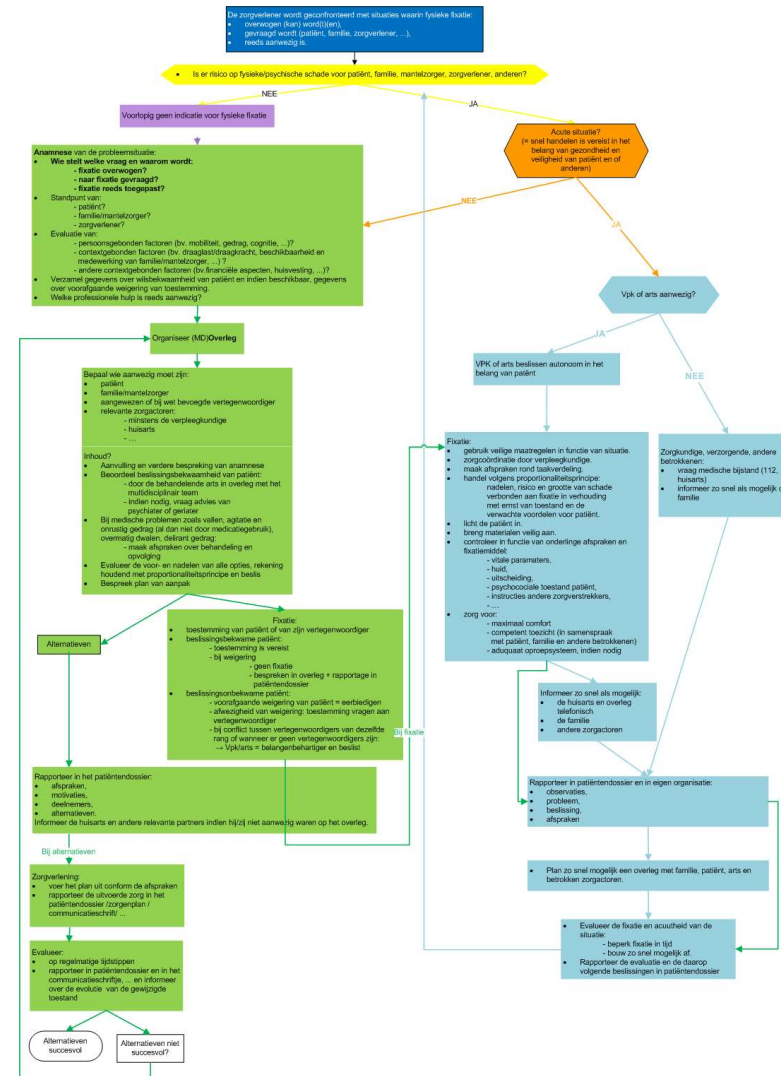 De zorgverlener wordt geconfronteerd met situaties waarin fysieke fixatie:
• overwogen (kan) word(t)(en),
• gevraagd wordt (patiënt, familie, zorgverlener, ...),
• reeds aanwezig is.
• Is er risico op fysieke/psychische schade voor patiënt, familie, mantelzorger, zorgverlener, anderen?
NEE
JA
Voorlopig geen indicatie voor fysieke fixatie
Acute situatie?
(= snel handelen is vereist in het
belang van gezondheid en
veiligheid van patiënt en of
anderen)
NEE
JA
Anamnese van de probleemsituatie:
• Wie stelt welke vraag en waarom wordt:
- fixatie overwogen?
- naar fixatie gevraagd?
- fixatie reeds toegepast?
• Standpunt van:
- patiënt?
- familie/mantelzorger?
- zorgverlener?
• Evaluatie van:
- persoonsgebonden factoren (bv. mobiliteit, gedrag, cognitie, ...)?
- contextgebonden factoren (bv. draaglast/draagkracht, beschikbaarheid en
medewerking van familie/mantelzorger, ...) ?
- andere contextgebonden factoren (bv.financiële aspecten, huisvesting, ...)?
• Verzamel gegevens over wilsbekwaamheid van patiënt en indien beschikbaar, gegevens
over voorafgaande weigering van toestemming.
• Welke professionele hulp is reeds aanwezig?
Vpk of arts aanwezig?
JA
NEE
Organiseer (MD)Overleg
VPK of arts beslissen autonoom in het
belang van patiënt
Bepaal wie aanwezig moet zijn:
• patiënt
• familie/mantelzorger
• aangewezen of bij wet bevoegde vertegenwoordiger
• relevante zorgactoren:
- minstens de verpleegkundige
- huisarts
- …
Inhoud?
• Aanvulling en verdere bespreking van anamnese
• Beoordeel beslissingsbekwaamheid van patiënt:
- door de behandelende arts in overleg met het
multidisciplinair team
- indien nodig, vraag advies van
psychiater of geriater
• Bij medische problemen zoals vallen, agitatie en
onrustig gedrag (al dan niet door medicatiegebruik),
overmatig dwalen, delirant gedrag:
- maak afspraken over behandeling en
opvolging
• Evalueer de voor- en nadelen van alle opties, rekening
houdend met proportionaliteitsprincipe en beslis
• Bespreek plan van aanpak
Fixatie:
• gebruik veilige maatregelen in functie van situatie.
• zorgcoördinatie door verpleegkundige.
• maak afspraken rond taakverdeling.
• handel volgens proportionaliteitsprincipe:
nadelen, risico en grootte van schade
verbonden aan fixatie in verhouding
met ernst van toestand en de
verwachte voordelen voor patiënt.
• licht de patiënt in.
• breng materialen veilig aan.
• controleer in functie van onderlinge afspraken en
fixatiemiddel:
- vitale paramaters,
- huid,
- uitscheiding,
- psychocociale toestand patiënt,
- instructies andere zorgverstrekkers,
- …
• zorg voor:
- maximaal comfort
- competent toezicht (in samenspraak
met patiënt, familie en andere betrokkenen)
- aduquaat oproepsysteem, indien nodig
Zorgkundige, verzorgende, andere
betrokkenen:
• vraag medische bijstand (112,
huisarts)
• informeer zo snel als mogelijk
familie
Alternatieven
Fixatie:
• toestemming van patiënt of van zijn vertegenwoordiger
• beslissingsbekwame patiënt:
- toestemming is vereist
- bij weigering
- geen fixatie
- bespreken in overleg + rapportage in
patiëntendossier
• beslissingsonbekwame patiënt:
- voorafgaande weigering van patiënt = eerbiedigen
- afwezigheid van weigering: toestemming vragen aan
vertegenwoordiger
- bij conflict tussen vertegenwoordigers van dezelfde
rang of wanneer er geen vertegenwoordigers zijn:
→ Vpk/arts = belangenbehartiger en beslist
Bij fixatie
Informeer zo snel als mogelijk:
• de huisarts en overleg
telefonisch
• de familie
• andere zorgactoren
Rapporteer in het patiëntendossier:
• afspraken,
• motivaties,
• deelnemers,
• alternatieven.
Informeer de huisarts en andere relevante partners indien hij/zij niet aanwezig waren op het overleg.
Rapporteer in patiëntendossier en in eigen organisatie:
• observaties,
• probleem,
• beslissing,
• afspraken
Bij alternatieven
Zorgverlening:
• voer het plan uit conform de afspraken
• rapporteer de uitvoerde zorg in het
patiëntendossier /zorgenplan /
communicatieschrift/ ...
• Plan zo snel mogelijk een overleg met familie, patiënt, arts en
betrokken zorgactoren.
Evalueer:
• op regelmatige tijdstippen
• rapporteer in patiëntendossier en in het
communicatieschriftje, ... en informeer
over de evolutie van de gewijzigde
toestand
• Evalueer de fixatie en acuutheid van de
situatie:
- beperk fixatie in tijd
- bouw zo snel mogelijk af.
• Rapporteer de evaluatie en de daarop
volgende beslissingen in patiëntendossier
Alternatieven
succesvol
Alternatieven niet
succesvol?